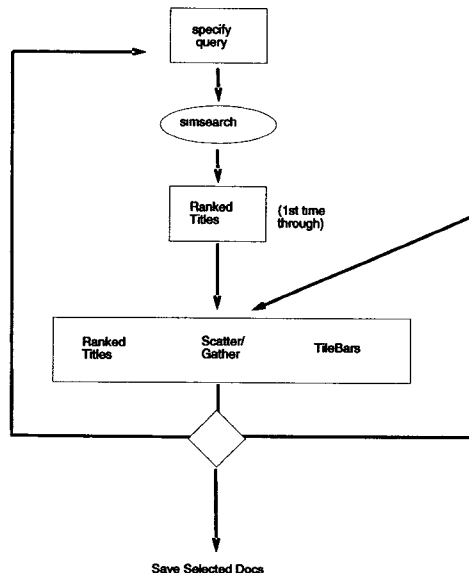 specify
query
simsearch
Ranked
Titles
(1st time
through)
Ranked
Titles
Scatter/
Gather
TileBars
Save Selected Docs